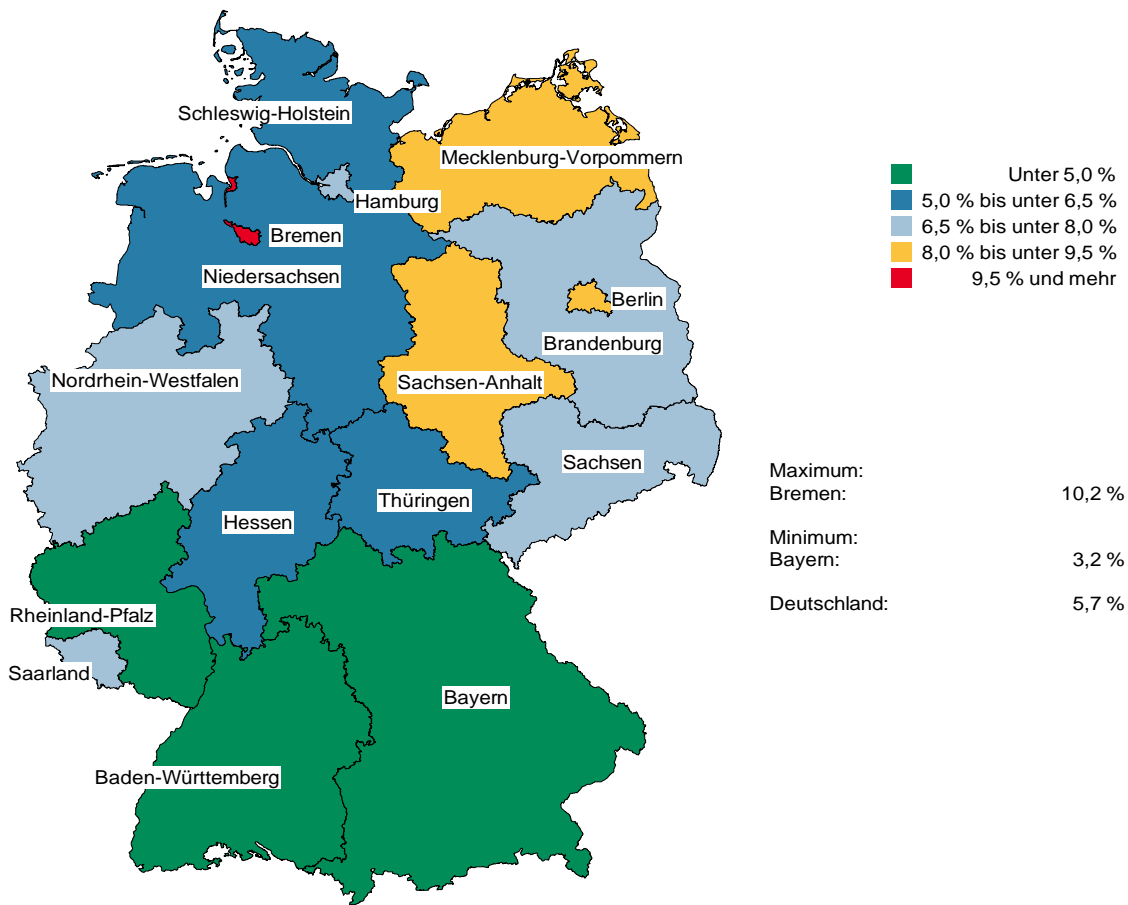 Schleswig-Holstein
Mecklenburg-Vorpommern
Hamburg
Bremen
Niedersachsen
Berlin
Brandenburg
Nordrhein-Westfalen
Sachsen-Anhalt
Sachsen
Thüringen
Hessen
Rheinland-Pfalz
Saarland
Bayern
Baden-Württemberg
Unter 5,0 %
5,0 % bis unter 6,5 %
6,5 % bis unter 8,0 %
8,0 % bis unter 9,5 %
9,5 % und mehr
Maximum:
Bremen: 10,2 %
Minimum:
Bayern: 3,2 %
Deutschland: 5,7 %